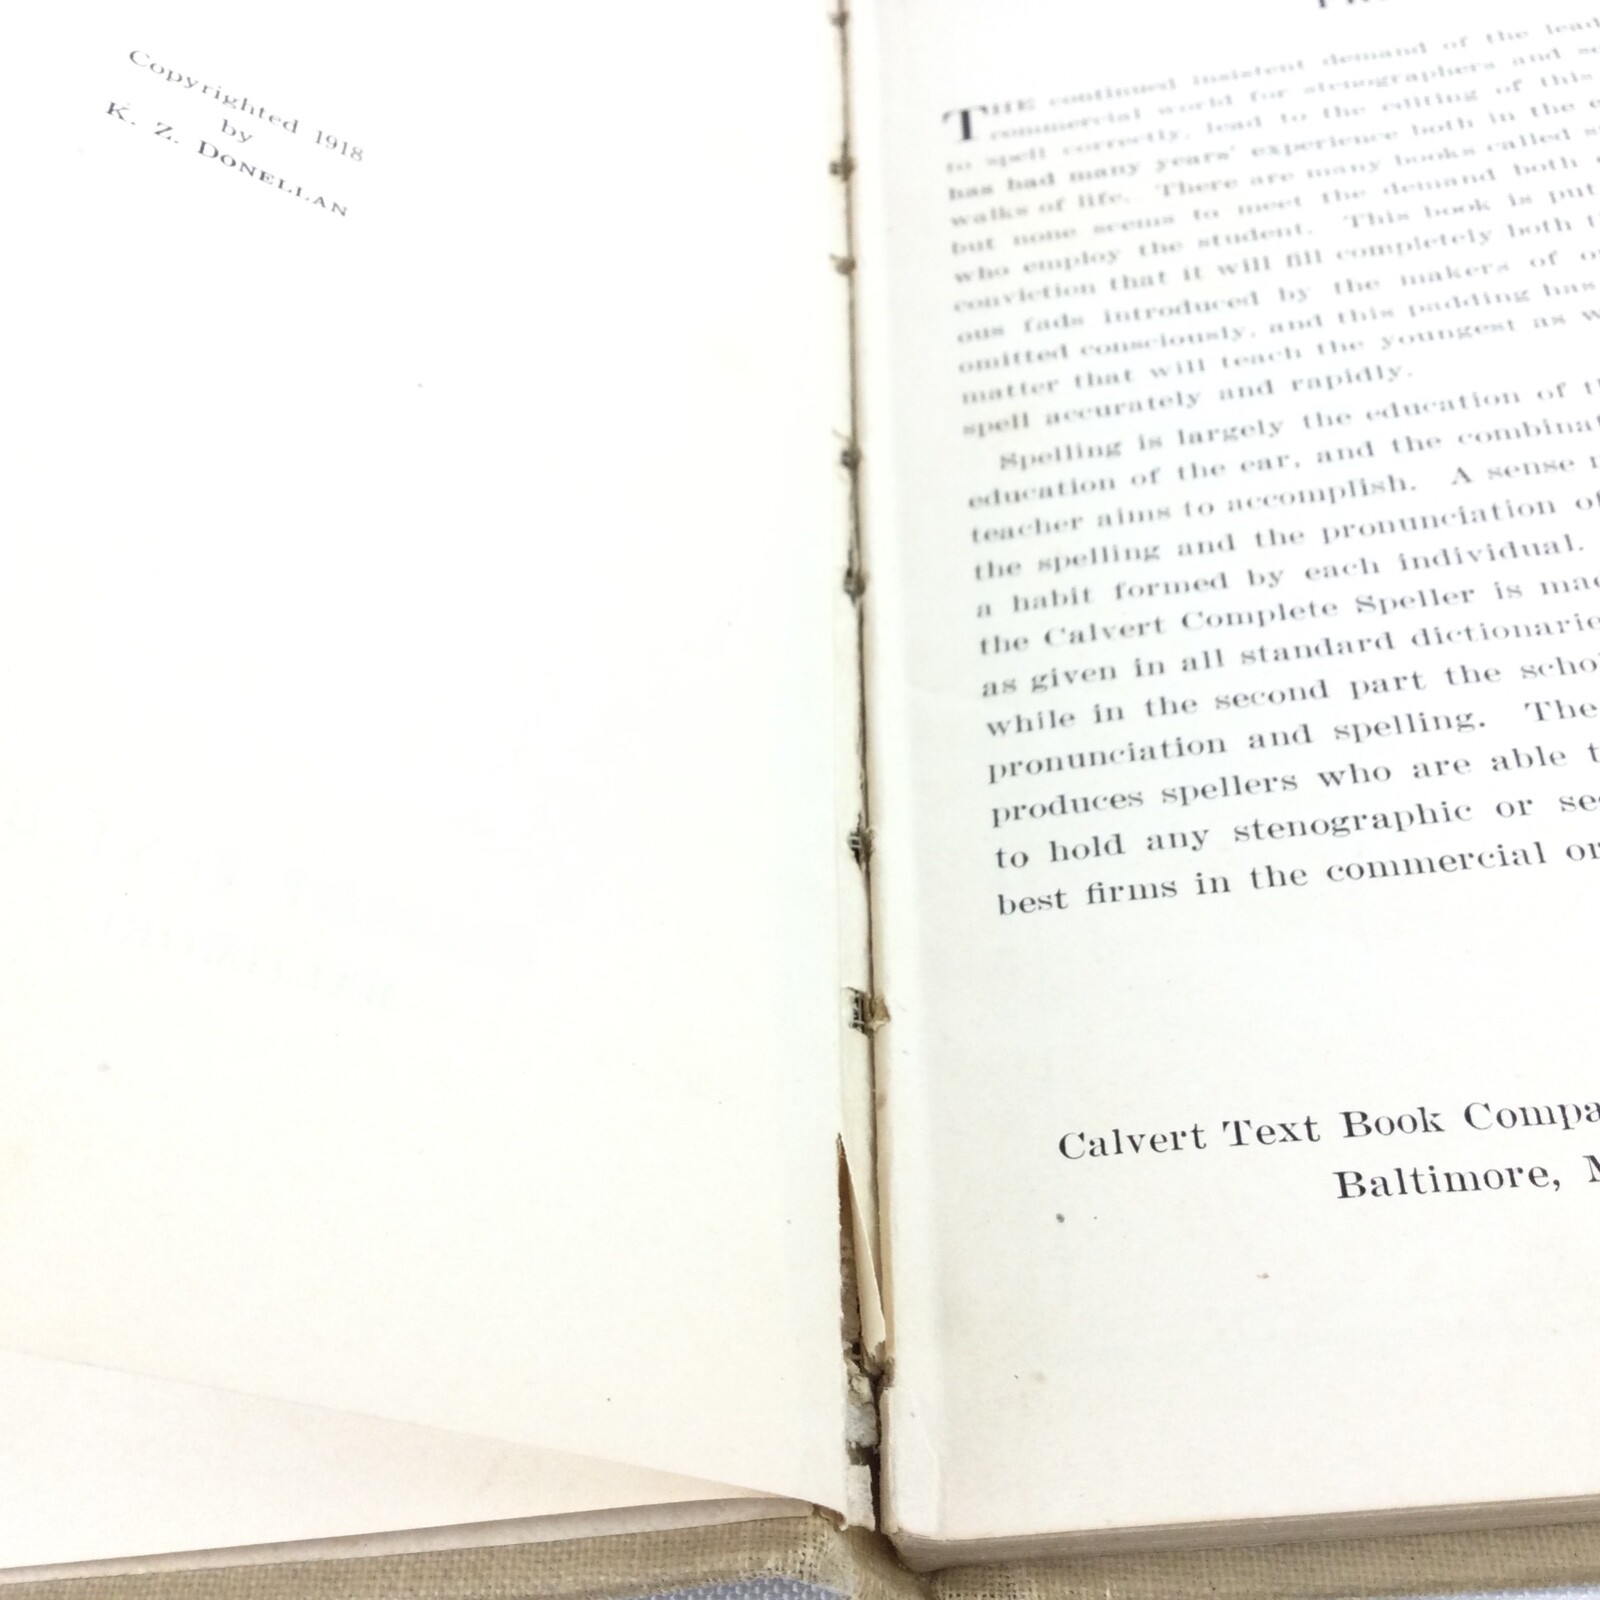 Copyrighted 1918
by
K. Z. DONELLAN
THE continued insistent demand of the lead
commercial world for stenographers and se
to spell correctly, lead to the editing of this
has had many years' experience both in the e
walks of life. There are many books called s
but none seems to meet the demand both
who employ the student. This book is put
conviction that it will fill completely both t
ous fads introduced by the makers of o
omitted consciously, and this padding has
matter that will teach the youngest as w
spell accurately and rapidly.
Spelling is largely the education of t
education of the ear, and the combinat
teacher aims to accomplish. A sense
the spelling and the pronunciation of
a habit formed by each individual.
the Calvert Complete Speller is mad
as given in all standard dictionarie
while in the second part the scho
pronunciation and spelling. The
produces spellers who are able t
to hold any stenographic or se
best firms in the commercial or
Calvert Text Book Compa
Baltimore, M